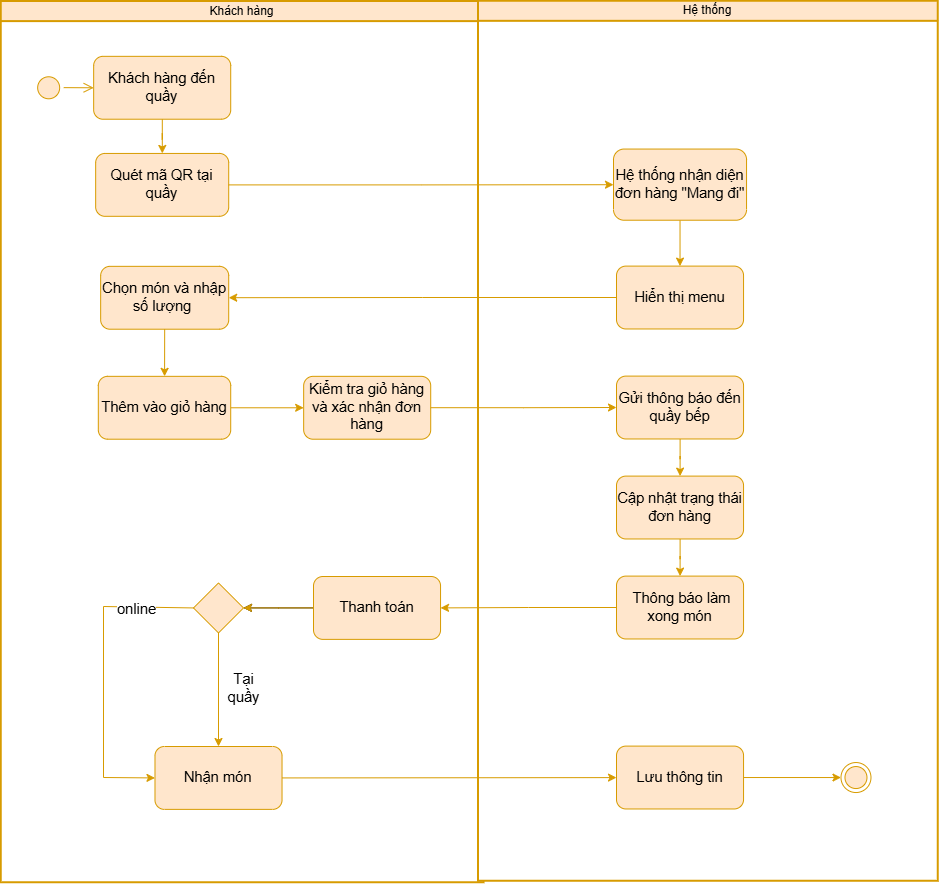 Khách hàng
Hệ thống
Khách hàng đến
quầy
Quét mã QR tại
quầy
Hệ thống nhận diện
đơn hàng "Mang đi"
Chọn món và nhập
số lượng
Hiển thị menu
Thêm vào giỏ hàng
Kiểm tra giỏ hàng
và xác nhận đơn
hàng
Gửi thông báo đến
quầy bếp
Cập nhật trạng thái
đơn hàng
online
Thanh toán
Thông báo làm
xong món
Tại
quầy
Nhận món
Lưu thông tin